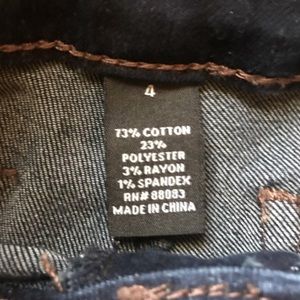 4
73% COTTON
23%
POLYESTER
3% RAYON
1% SPANDEX
RN# 88083
MADE IN CHINA